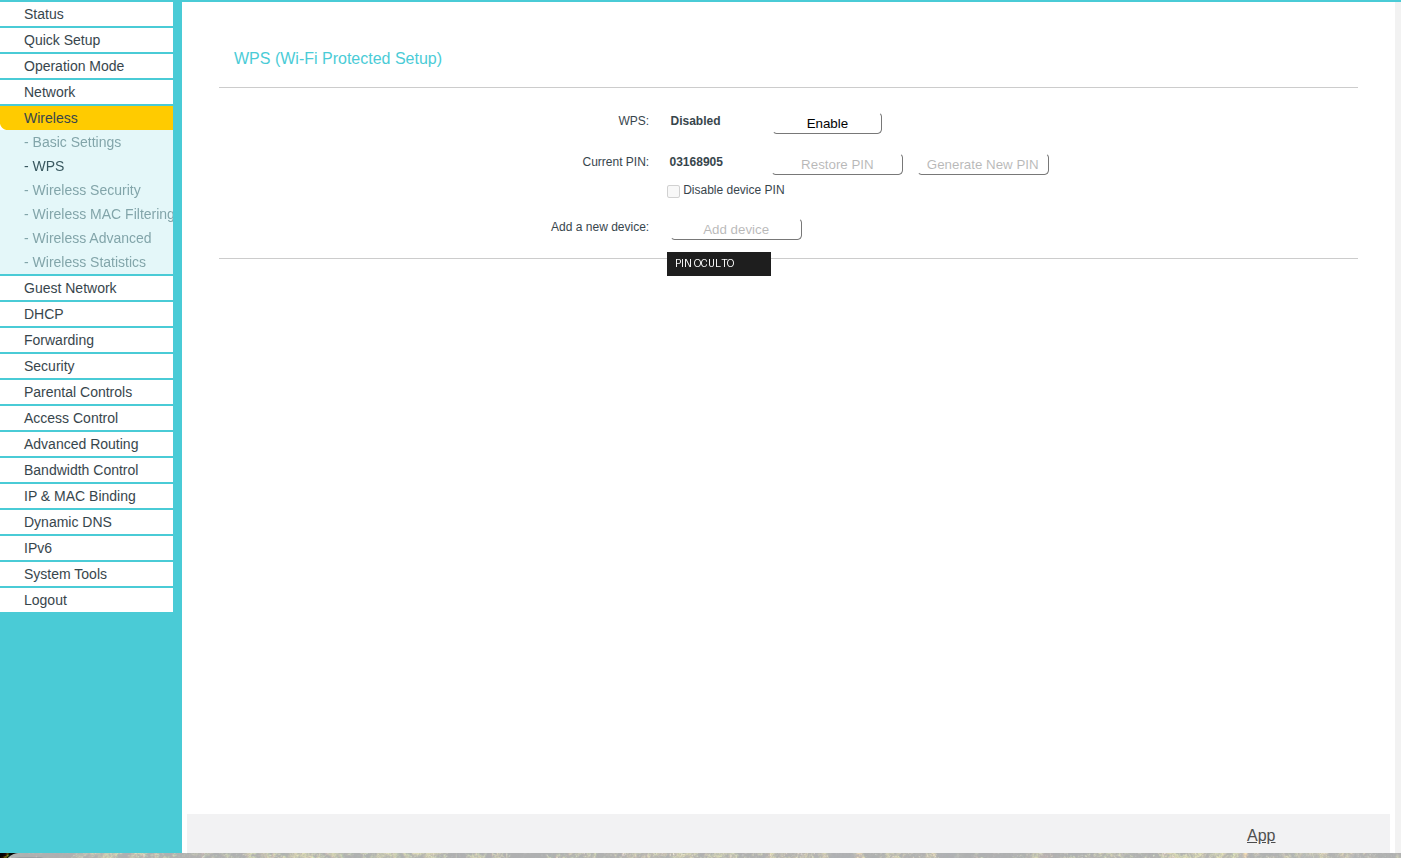 Status
Quick Setup
Operation Mode
Network
Wireless
- Basic Settings
- WPS
- Wireless Security
- Wireless MAC Filtering
- Wireless Advanced
- Wireless Statistics
Guest Network
DHCP
Forwarding
Security
Parental Controls
Access Control
Advanced Routing
Bandwidth Control
IP & MAC Binding
Dynamic DNS
IPv6
System Tools
Logout
WPS (Wi-Fi Protected Setup)
WPS: Disabled Enable
Current PIN: 03168905 Restore PIN Generate New PIN
Disable device PIN
Add a new device: Add device
PIN OCULTO
App